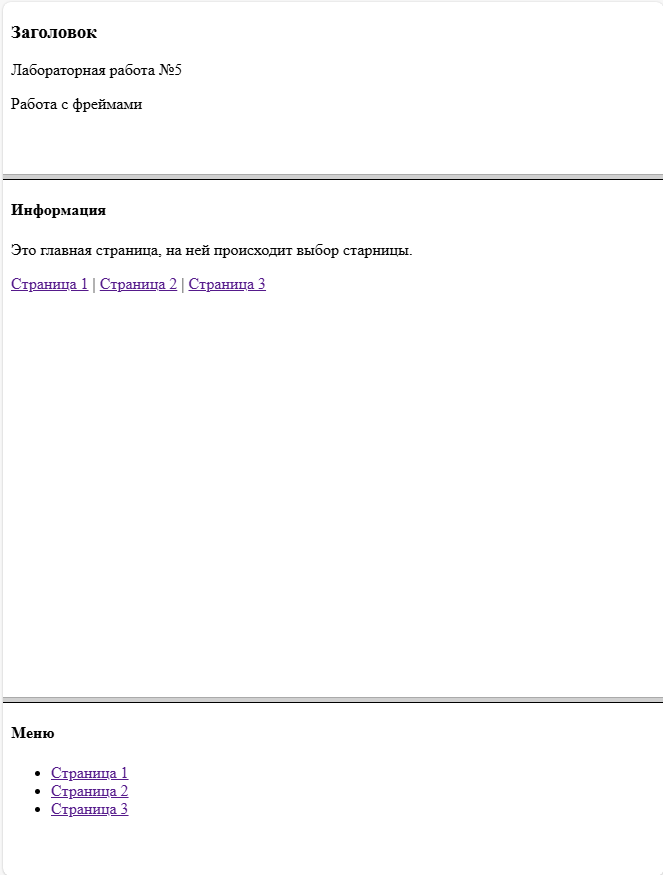 Заголовок
Лабораторная работа №5
Работа с фреймами
Информация
Это главная страница, на ней происходит выбор старницы.
Страница 1 | Страница 2 | Страница 3
Меню
Страница 1
Страница 2
Страница 3